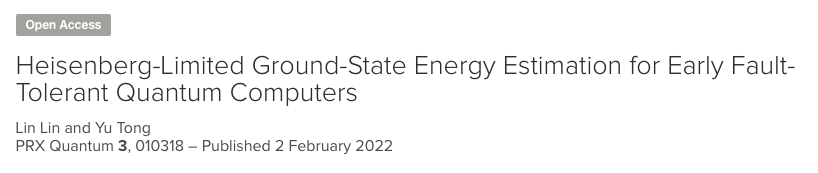 Open Access
Heisenberg-Limited Ground-State Energy Estimation for Early Fault-
Tolerant Quantum Computers
Lin Lin and Yu Tong
PRX Quantum 3, 010318 – Published 2 February 2022